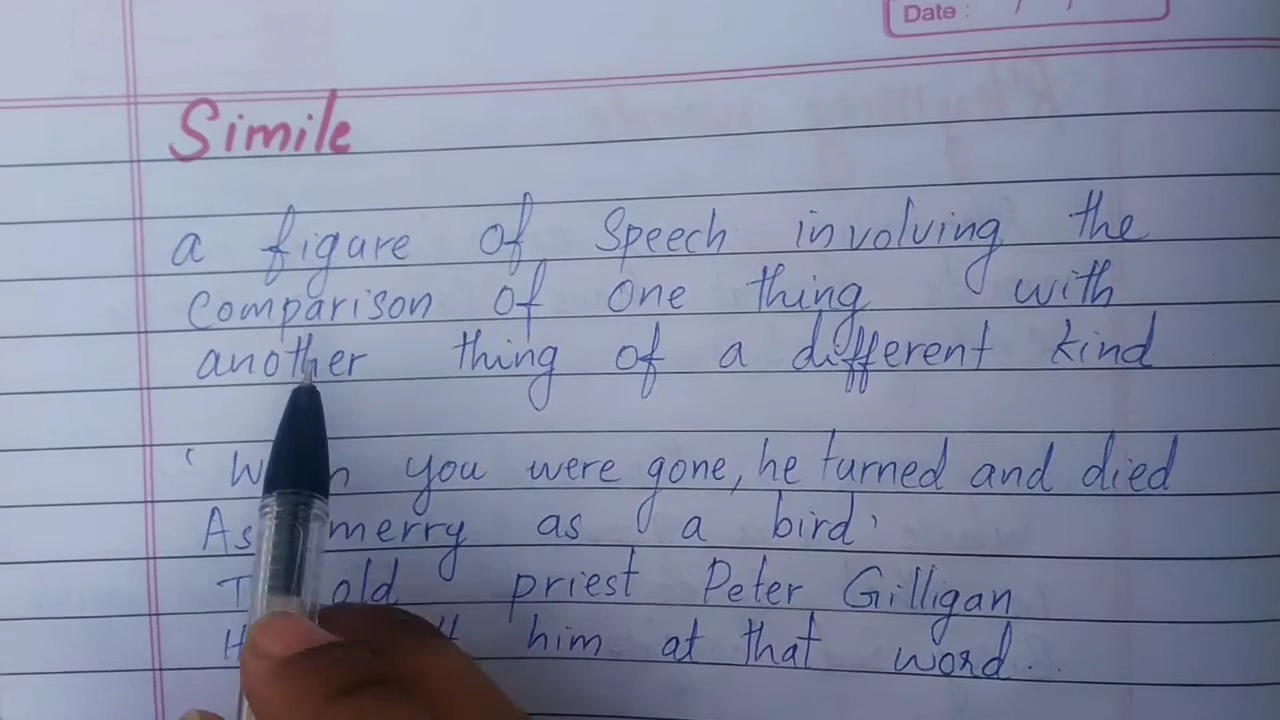 Date : / /
Simile
a figure of Speech involving the
Comparison of one thing with
another thing of a different kind
' W n you were gone, he turned and died
As merry as a bird'
T old priest Peter Gilligan
H him at that word..